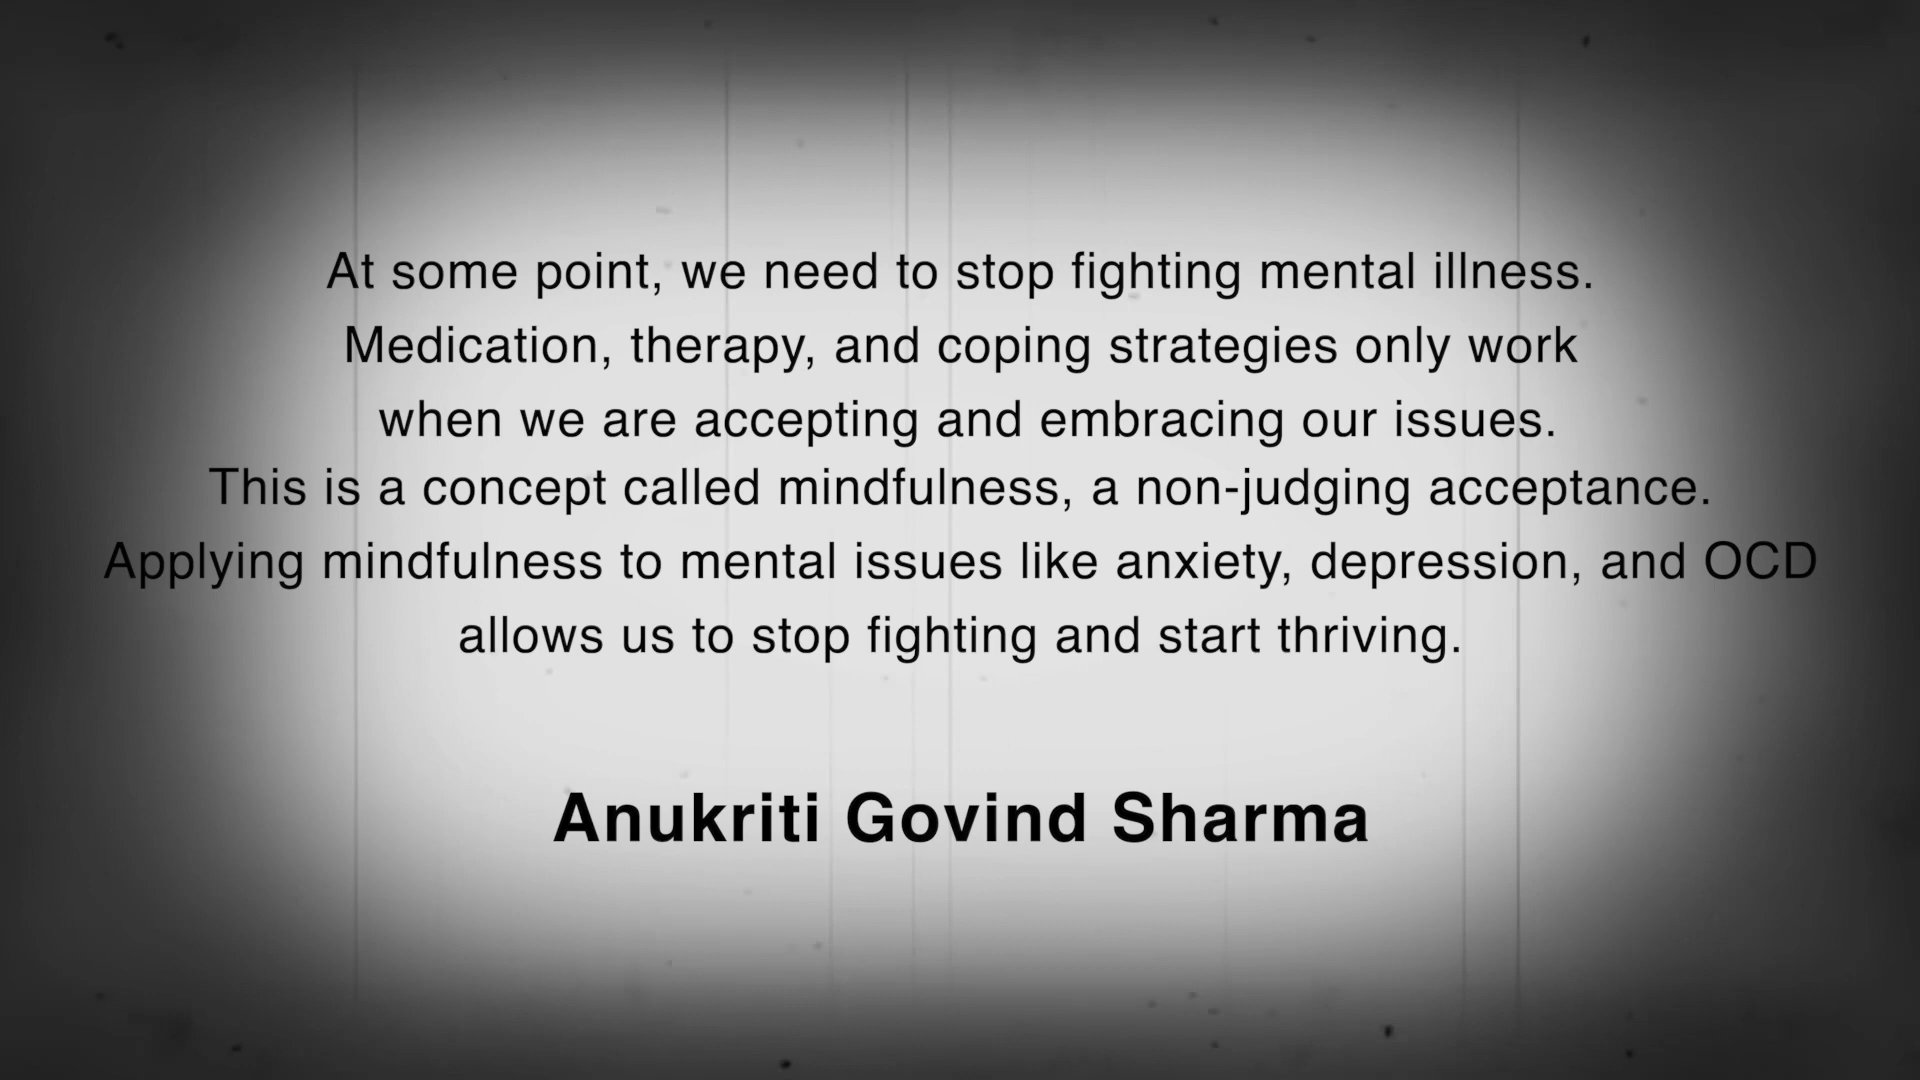 At some point, we need to stop fighting mental illness.
Medication, therapy, and coping strategies only work
when we are accepting and embracing our issues.
This is a concept called mindfulness, a non-judging acceptance.
Applying mindfulness to mental issues like anxiety, depression, and OCD
allows us to stop fighting and start thriving.
Anukriti Govind Sharma